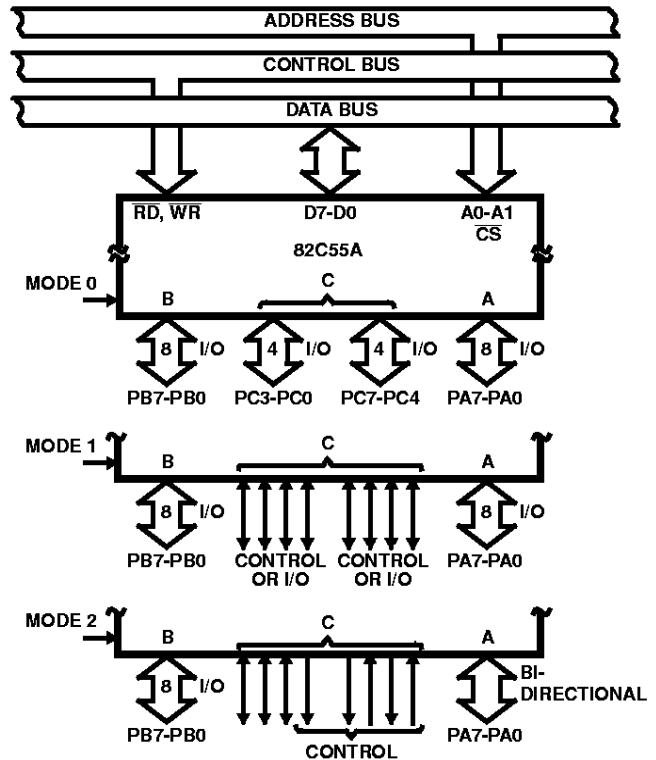 ADDRESS BUS
CONTROL BUS
DATA BUS
RD, WR D7-D0 A0-A1
CS
82C55A
MODE 0
B C A
8 I/O 4 I/O 4 I/O 8 I/O
PB7-PB0 PC3-PC0 PC7-PC4 PA7-PA0
MODE 1
B C A
8 I/O 8 I/O
PB7-PB0 CONTROL CONTROL PA7-PA0
OR I/O OR I/O
MODE 2
B C A
8 I/O BI-
DIRECTIONAL
PB7-PB0 PA7-PA0
CONTROL